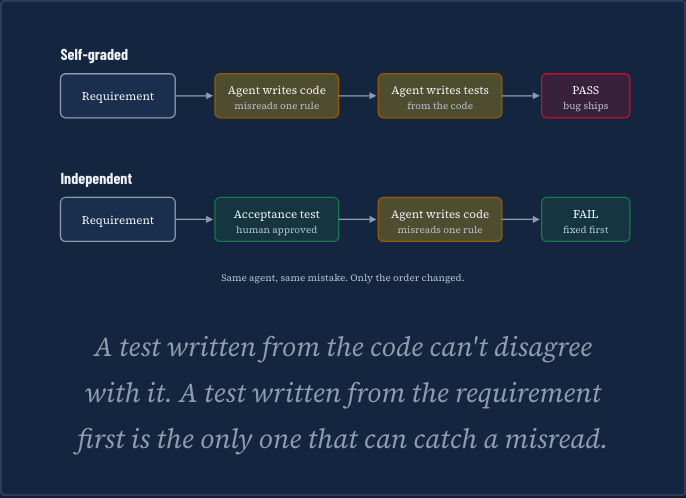 Self-graded
Requirement
Agent writes code
misreads one rule
Agent writes tests
from the code
PASS
bug ships
Independent
Requirement
Acceptance test
human approved
Agent writes code
misreads one rule
FAIL
fixed first
Same agent, same mistake. Only the order changed.
A test written from the code can't disagree
with it. A test written from the requirement
first is the only one that can catch a misread.